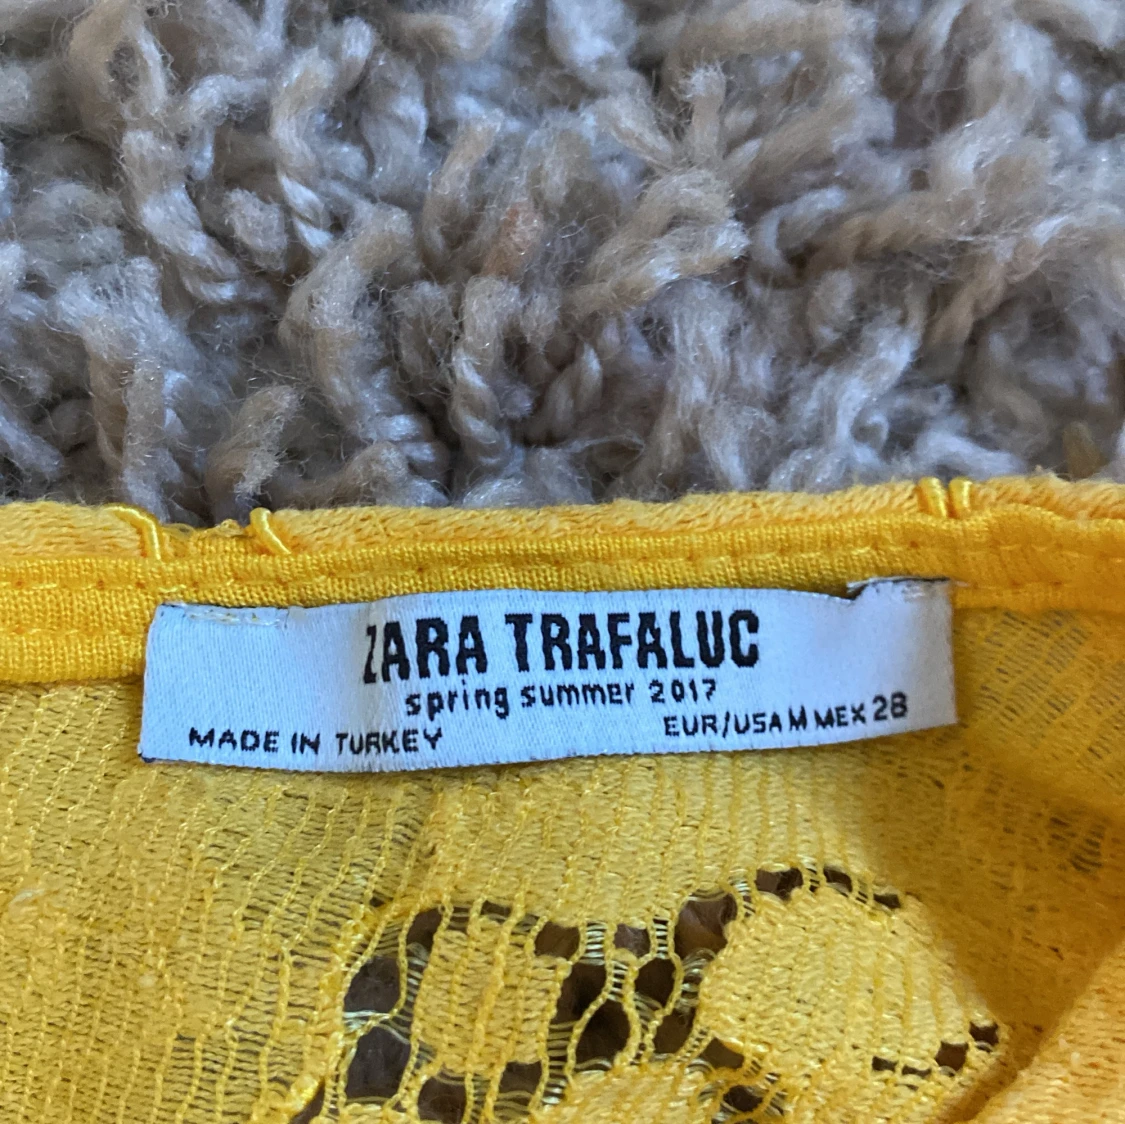 ZARA TRAFALUC
spring summer 2017
MADE IN TURKEY EUR/USA M MEX 28